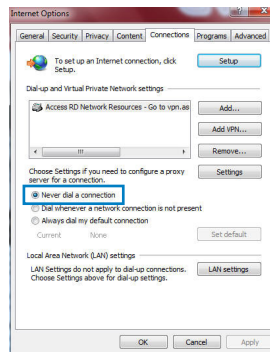 Internet Options
General Security Privacy Content Connections Programs Advanced
To set up an Internet connection, click
Setup.
Setup
Dial-up and Virtual Private Network settings
Access RD Network Resources - Go to vpn.as
Add...
Add VPN...
Remove...
Choose Settings if you need to configure a proxy
server for a connection.
Settings
Never dial a connection
Dial whenever a network connection is not present
Always dial my default connection
Current None
Set default
Local Area Network (LAN) settings
LAN Settings do not apply to dial-up connections.
Choose Settings above for dial-up settings.
LAN settings
OK Cancel Apply